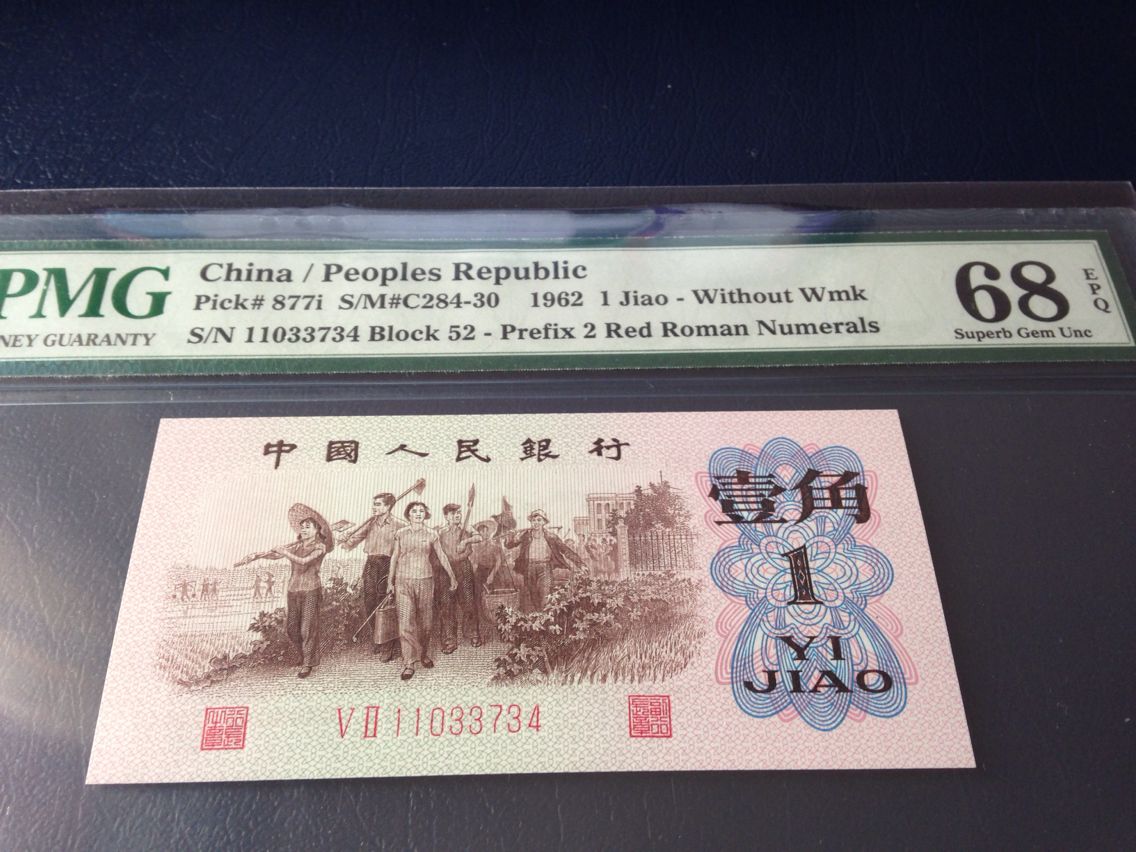 PMG
NEY GUARANTY
China / Peoples Republic
Pick# 877i S/M#C284-30 1962 1 Jiao - Without Wmk
S/N 11033734 Block 52 - Prefix 2 Red Roman Numerals
68
EPQ
Superb Gem Unc
中國人民銀行
壹角
1
YI
JIAO
V II 11033734